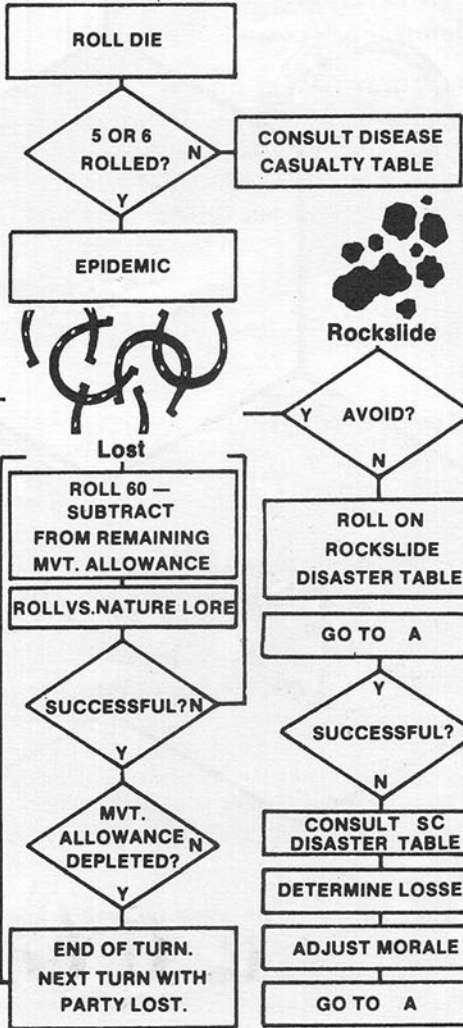 ROLL DIE
5 OR 6
ROLLED?
N
Y
CONSULT DISEASE
CASUALTY TABLE
EPIDEMIC
Lost
ROLL 60 —
SUBTRACT
FROM REMAINING
MVT. ALLOWANCE
ROLL VS. NATURE LORE
SUCCESSFUL? N
Y
MVT.
ALLOWANCE N
DEPLETED?
Y
END OF TURN.
NEXT TURN WITH
PARTY LOST.
Rockslide
Y AVOID?
N
ROLL ON
ROCKSLIDE
DISASTER TABLE
GO TO A
Y
SUCCESSFUL?
N
CONSULT SC
DISASTER TABLE
DETERMINE LOSSE
ADJUST MORALE
GO TO A